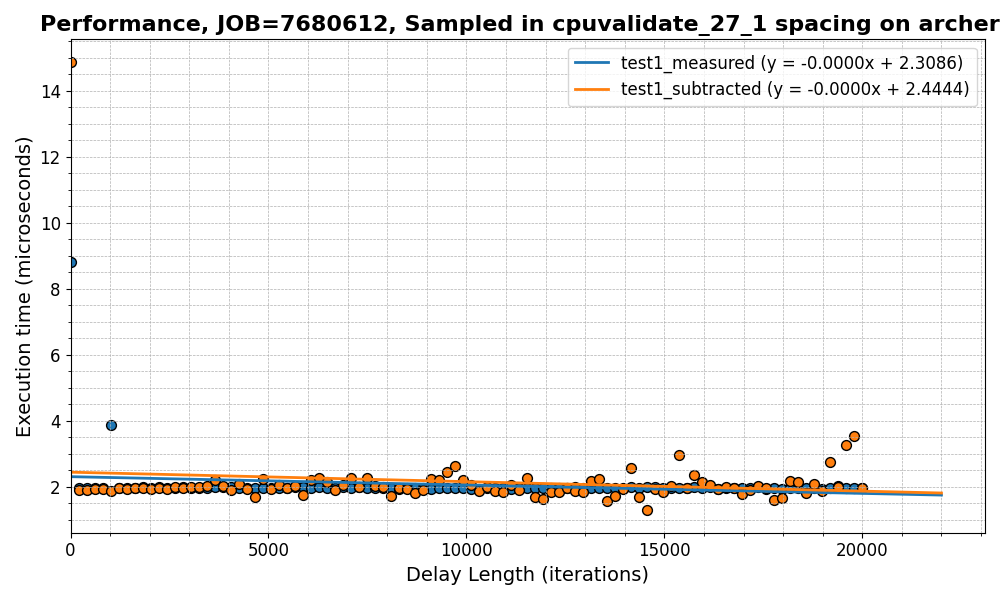 Performance, JOB=7680612, Sampled in cpuvalidate_27_1 spacing on archer
test1_measured (y = -0.0000x + 2.3086)
test1_subtracted (y = -0.0000x + 2.4444)
Execution time (microseconds)
14
12
10
8
6
4
2
0 5000 10000 15000 20000
Delay Length (iterations)